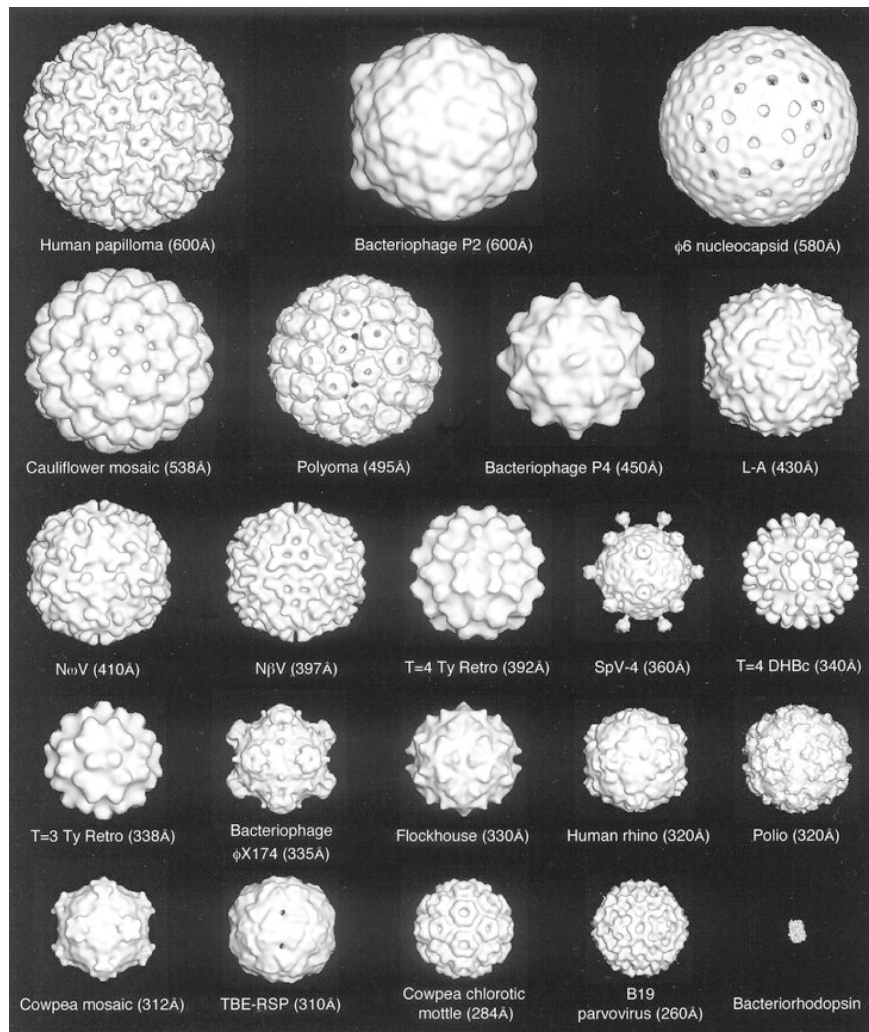 Human papilloma (600Å)
Bacteriophage P2 (600Å)
ϕ6 nucleocapsid (580Å)
Cauliflower mosaic (538Å)
Polyoma (495Å)
Bacteriophage P4 (450Å)
L-A (430Å)
NωV (410Å)
NβV (397Å)
T=4 Ty Retro (392Å)
SpV-4 (360Å)
T=4 DHBc (340Å)
T=3 Ty Retro (338Å)
Bacteriophage
ϕX174 (335Å)
Flockhouse (330Å)
Human rhino (320Å)
Polio (320Å)
Cowpea mosaic (312Å)
TBE-RSP (310Å)
Cowpea chlorotic
mottle (284Å)
B19
parvovirus (260Å)
Bacteriorhodopsin